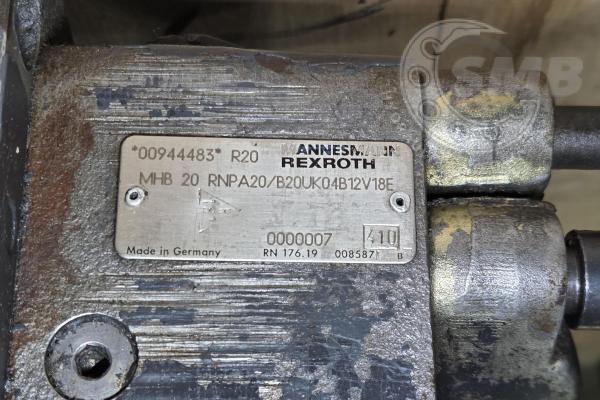 SMB
*00944483* R20
MANNESMANN
REXROTH
MHB 20 RNPA20/B20UK04B12V18E
0000007 410
Made in Germany RN 176.19 008587 B